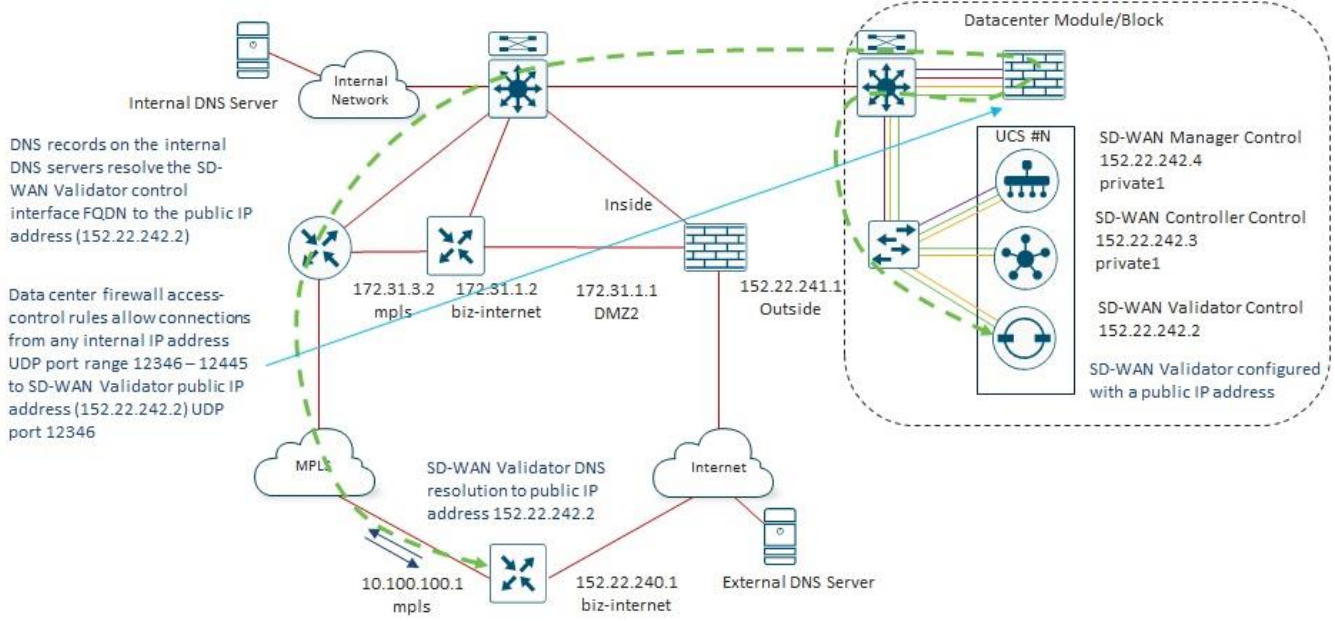 Datacenter Module/Block
Internal DNS Server
Internal
Network
DNS records on the internal
DNS servers resolve the SD-
WAN Validator control
interface FQDN to the public IP
address (152.22.242.2)
Data center firewall access-
control rules allow connections
from any internal IP address
UDP port range 12346 – 12445
to SD-WAN Validator public IP
address (152.22.242.2) UDP
port 12346
Inside
172.31.3.2
mpls
172.31.1.2
biz-internet
172.31.1.1
DMZ2
152.22.241.1
Outside
UCS #N
SD-WAN Manager Control
152.22.242.4
private1
SD-WAN Controller Control
152.22.242.3
private1
SD-WAN Validator Control
152.22.242.2
SD-WAN Validator configured
with a public IP address
MPLS
SD-WAN Validator DNS
resolution to public IP
address 152.22.242.2
Internet
10.100.100.1
mpls
152.22.240.1
biz-internet
External DNS Server